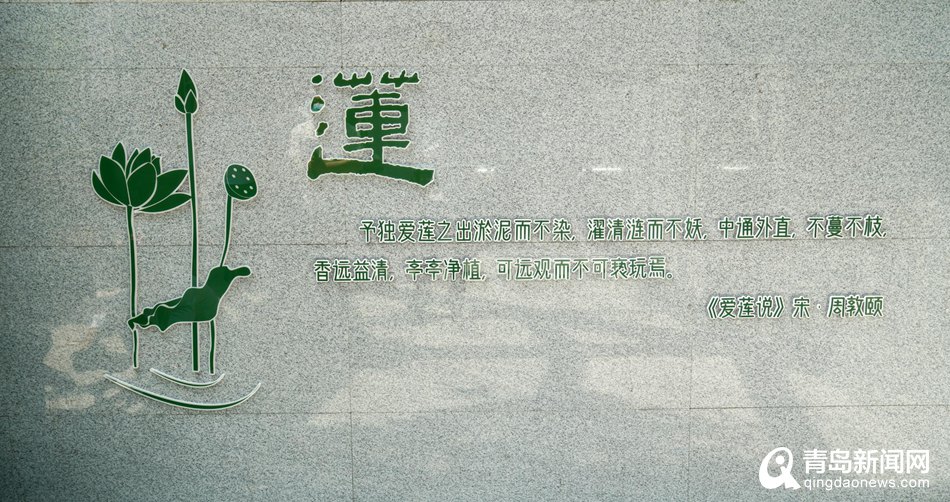 蓮
予独爱莲之出淤泥而不染, 濯清涟而不妖, 中通外直, 不蔓不枝,
香远益清, 亭亭净植, 可远观而不可亵玩焉。
《爱莲说》宋·周敦颐
青岛新闻网
qingdaonews.com